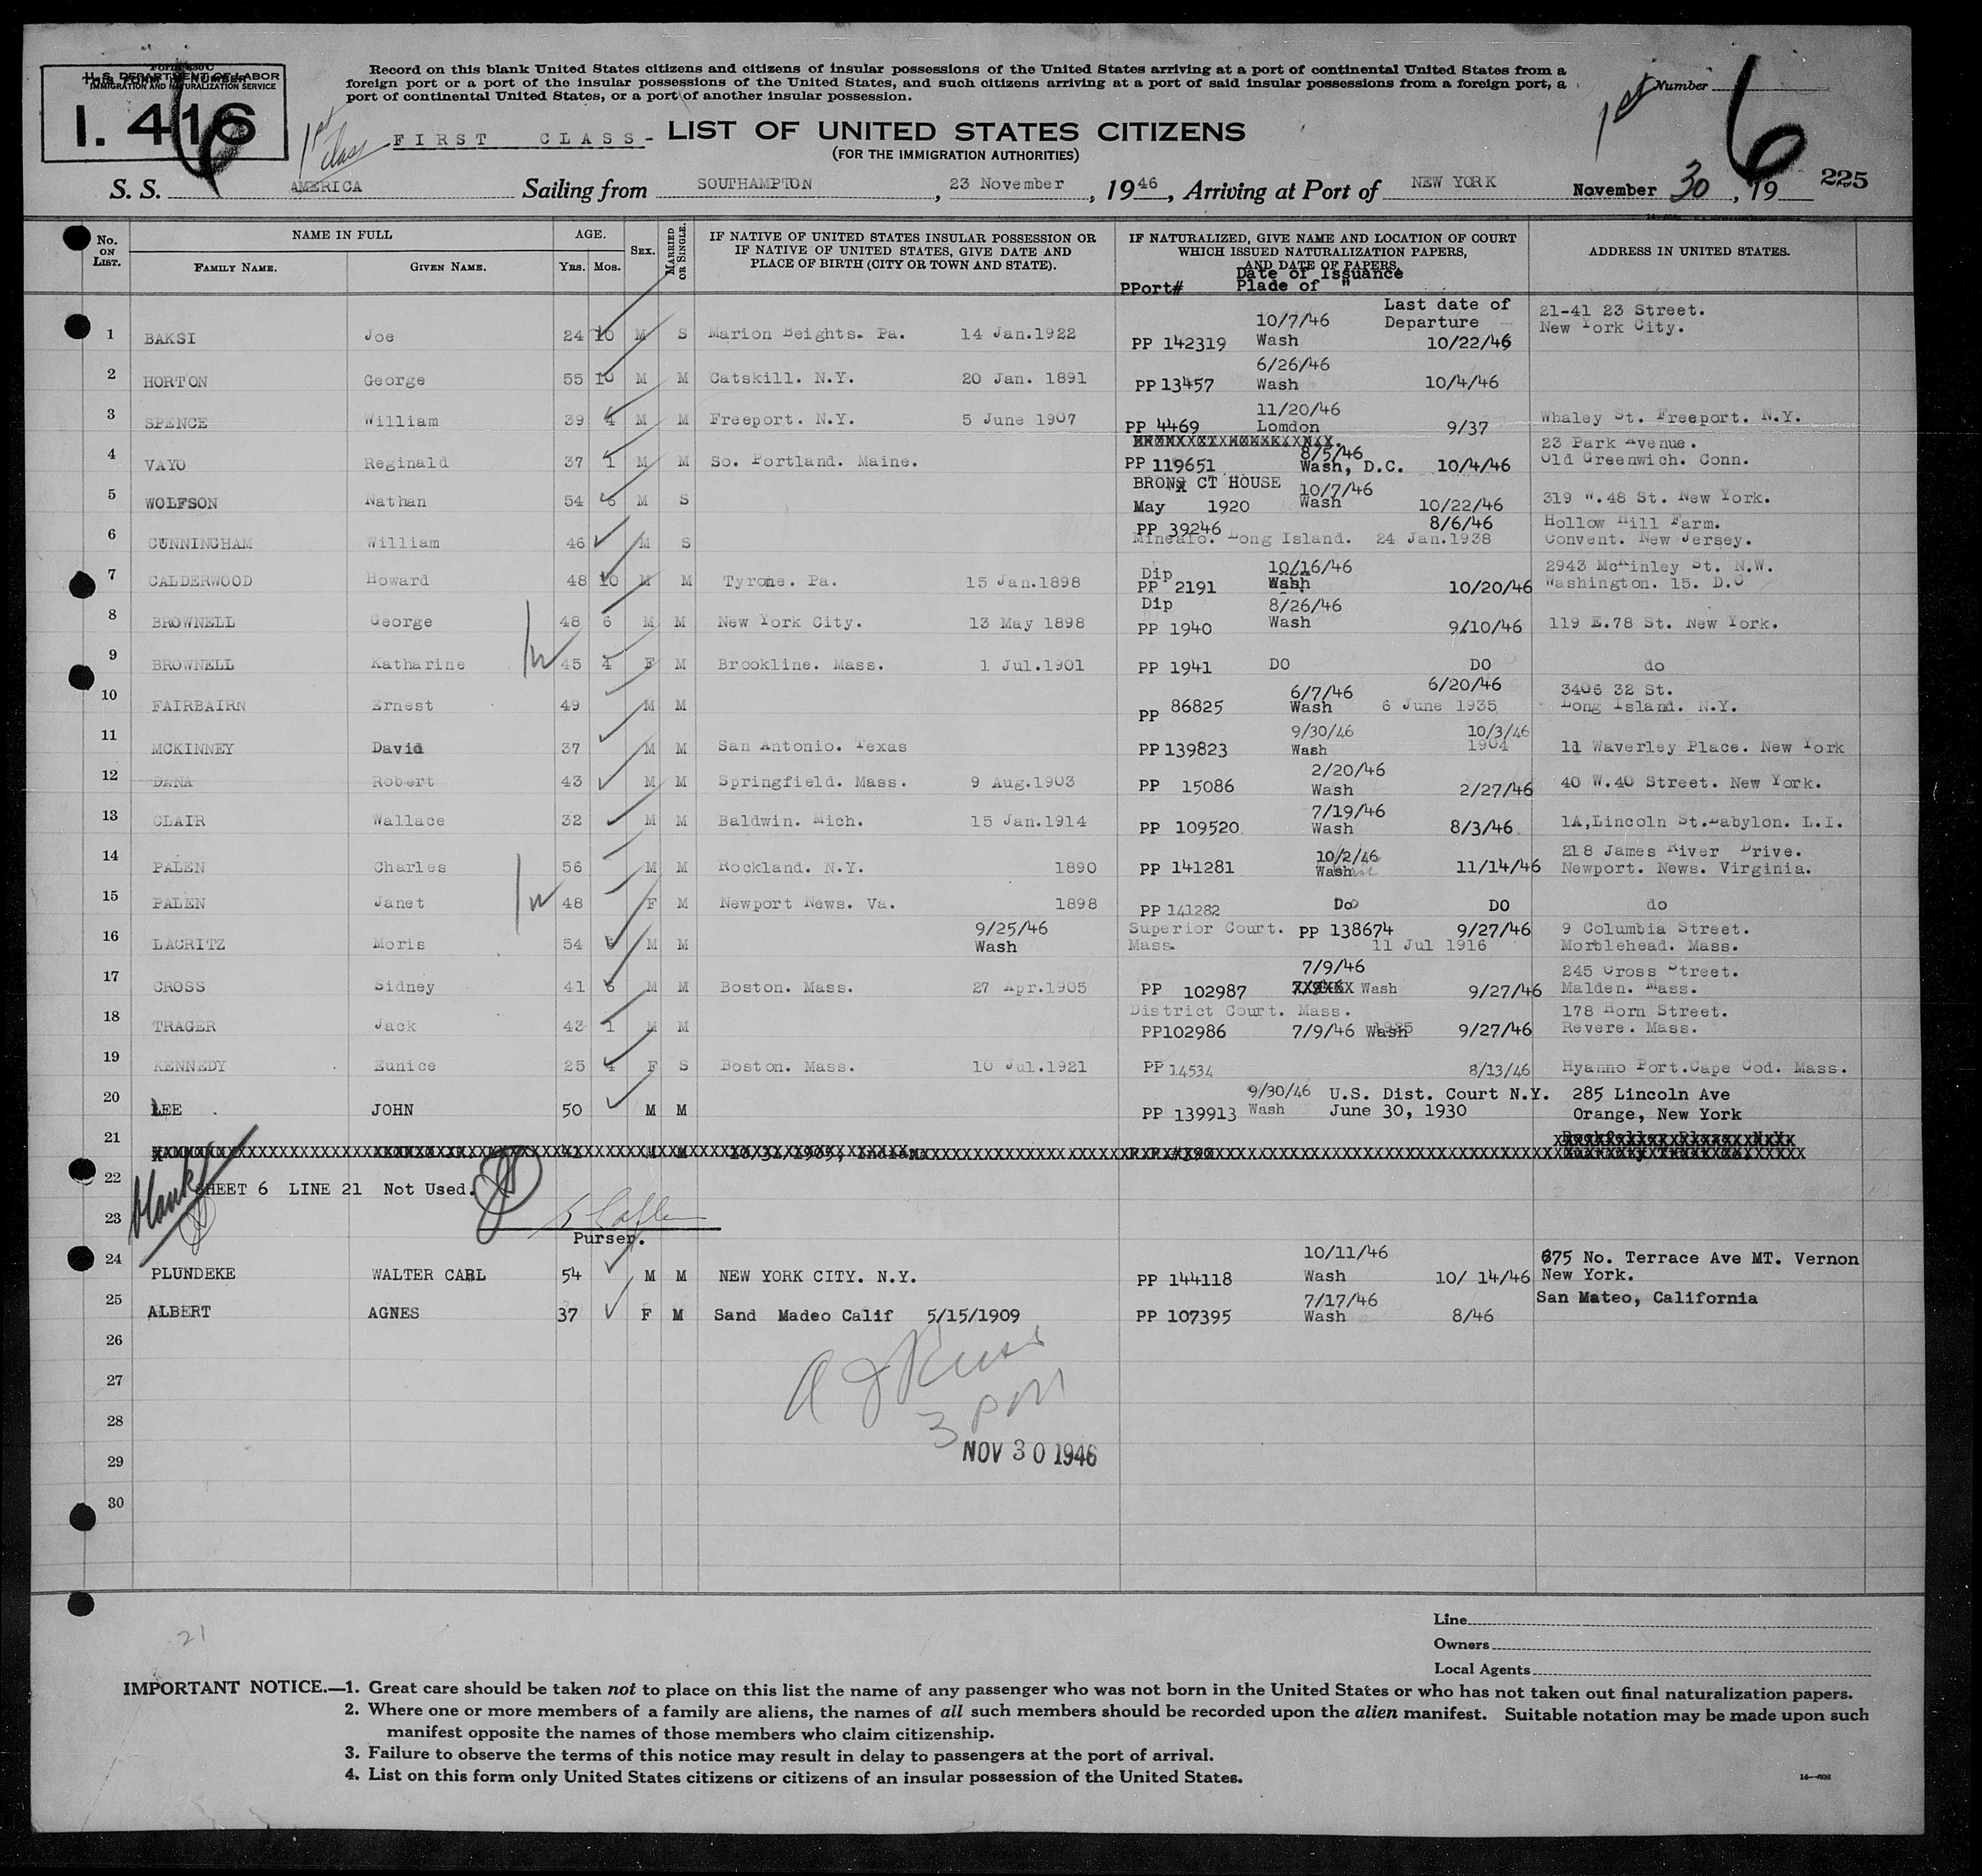 Form 630 C
U. S. DEPARTMENT OF LABOR
THIS FORM IS NUMBER
IMMIGRATION AND NATURALIZATION SERVICE
I. 416
6
Record on this blank United States citizens and citizens of insular possessions of the United States arriving at a port of continental United States from a
foreign port or a port of the insular possessions of the United States, and such citizens arriving at a port of said insular possessions from a foreign port, a
port of continental United States, or a port of another insular possession.
1st Number 6
1st Class FIRST CLASS- LIST OF UNITED STATES CITIZENS
(FOR THE IMMIGRATION AUTHORITIES)
S. S. AMERICA Sailing from SOUTHAMPTON, 23 November, 1946, Arriving at Port of NEW YORK November 30, 19 225
No. ON LIST. NAME IN FULL FAMILY NAME. GIVEN NAME. AGE. Yrs. Mos. SEX. MARRIED OR SINGLE. IF NATIVE OF UNITED STATES INSULAR POSSESSION OR IF NATIVE OF UNITED STATES, GIVE DATE AND PLACE OF BIRTH (CITY OR TOWN AND STATE). IF NATURALIZED, GIVE NAME AND LOCATION OF COURT WHICH ISSUED NATURALIZATION PAPERS, AND DATE OF PAPERS. ADDRESS IN UNITED STATES.
PPort# Date of Issuance Plade of " Last date of Departure
1 BAKSI Joe 24 10 M S Marion Beights. Pa. 14 Jan.1922 PP 142319 10/7/46 Wash 10/22/46 21-41 23 Street. New York City.
2 HORTON George 55 10 M M Catskill. N.Y. 20 Jan. 1891 PP 13457 6/26/46 Wash 10/4/46
3 SPENCE William 39 4 M M Freeport. N.Y. 5 June 1907 PP 4469 11/20/46 Lomdon 9/37 Whaley St. Freeport. N.Y.
4 VAYO Reginald 37 1 M M So. Portland. Maine. PP 119651 8/5/46 Wash, D.C. 10/4/46 23 Park Avenue. Old Greenwich. Conn.
5 WOLFSON Nathan 54 6 M S BRONX CT HOUSE May 1920 10/7/46 Wash 10/22/46 319 W.48 St. New York.
6 CUNNINGHAM William 46 M S PP 39246 8/6/46 Minealo. Long Island. 24 Jan.1938 Hollow Hill Farm. Convent. New Jersey.
7 CALDERWOOD Howard 48 10 M M Tyrone. Pa. 15 Jan.1898 Dip PP 2191 10/16/46 Wash 10/20/46 2943 McKinley St. N.W. Washington. 15. D.C
8 BROWNELL George 48 6 M M New York City. 13 May 1898 Dip PP 1940 8/26/46 Wash 9/10/46 119 E.78 St. New York.
9 BROWNELL Katharine 45 4 F M Brookline. Mass. 1 Jul.1901 PP 1941 DO DO do
10 FAIRBAIRN Ernest 49 M M PP 86825 6/7/46 Wash 6/20/46 6 June 1935 3406 32 St. Long Island. N.Y.
11 MCKINNEY David 37 M M San Antonio. Texas PP 139823 9/30/46 Wash 10/3/46 1904 11 Waverley Place. New York
12 DANA Robert 43 M M Springfield. Mass. 9 Aug.1903 PP 15086 2/20/46 Wash 2/27/46 40 W.40 Street. New York.
13 CLAIR Wallace 32 M M Baldwin. Mich. 15 Jan.1914 PP 109520 7/19/46 Wash 8/3/46 1A,Lincoln St.Babylon. L.I.
14 PALEN Charles 56 M M Rockland. N.Y. 1890 PP 141281 10/2/46 Wash 11/14/46 218 James River Drive. Newport. News. Virginia.
15 PALEN Janet 48 F M Newport News. Va. 1898 PP 141282 Do DO do
16 LACRITZ Moris 54 6 M M 9/25/46 Wash Superior Court. Mass. PP 138674 9/27/46 11 Jul 1916 9 Columbia Street. Morblehead. Mass.
17 CROSS Sidney 41 6 M M Boston. Mass. 27 Apr.1905 PP 102987 7/9/46 Wash 9/27/46 245 Cross Street. Malden. Mass.
18 TRAGER Jack 43 1 M M District Court. Mass. PP102986 7/9/46 Wash 9/27/46 178 Horn Street. Revere. Mass.
19 KENNEDY Eunice 25 4 F S Boston. Mass. 10 Jul.1921 PP 14534 8/13/46 Hyanno Port.Cape Cod. Mass.
20 LEE JOHN 50 M M PP 139913 9/30/46 Wash U.S. Dist. Court N.Y. June 30, 1930 285 Lincoln Ave Orange, New York
21
22 blank SHEET 6 LINE 21 Not Used.
23
Purser.
24 PLUNDEKE WALTER CARL 54 M M NEW YORK CITY. N.Y. PP 144118 10/11/46 Wash 10/ 14/46 675 No. Terrace Ave MT. Vernon New York.
25 ALBERT AGNES 37 F M Sand Madeo Calif 5/15/1909 PP 107395 7/17/46 Wash 8/46 San Mateo, California
26
27
28
3 PM
29 NOV 30 1946
30
21
Line
Owners
Local Agents
IMPORTANT NOTICE.—1. Great care should be taken not to place on this list the name of any passenger who was not born in the United States or who has not taken out final naturalization papers.
2. Where one or more members of a family are aliens, the names of all such members should be recorded upon the alien manifest. Suitable notation may be made upon such
manifest opposite the names of those members who claim citizenship.
3. Failure to observe the terms of this notice may result in delay to passengers at the port of arrival.
4. List on this form only United States citizens or citizens of an insular possession of the United States.